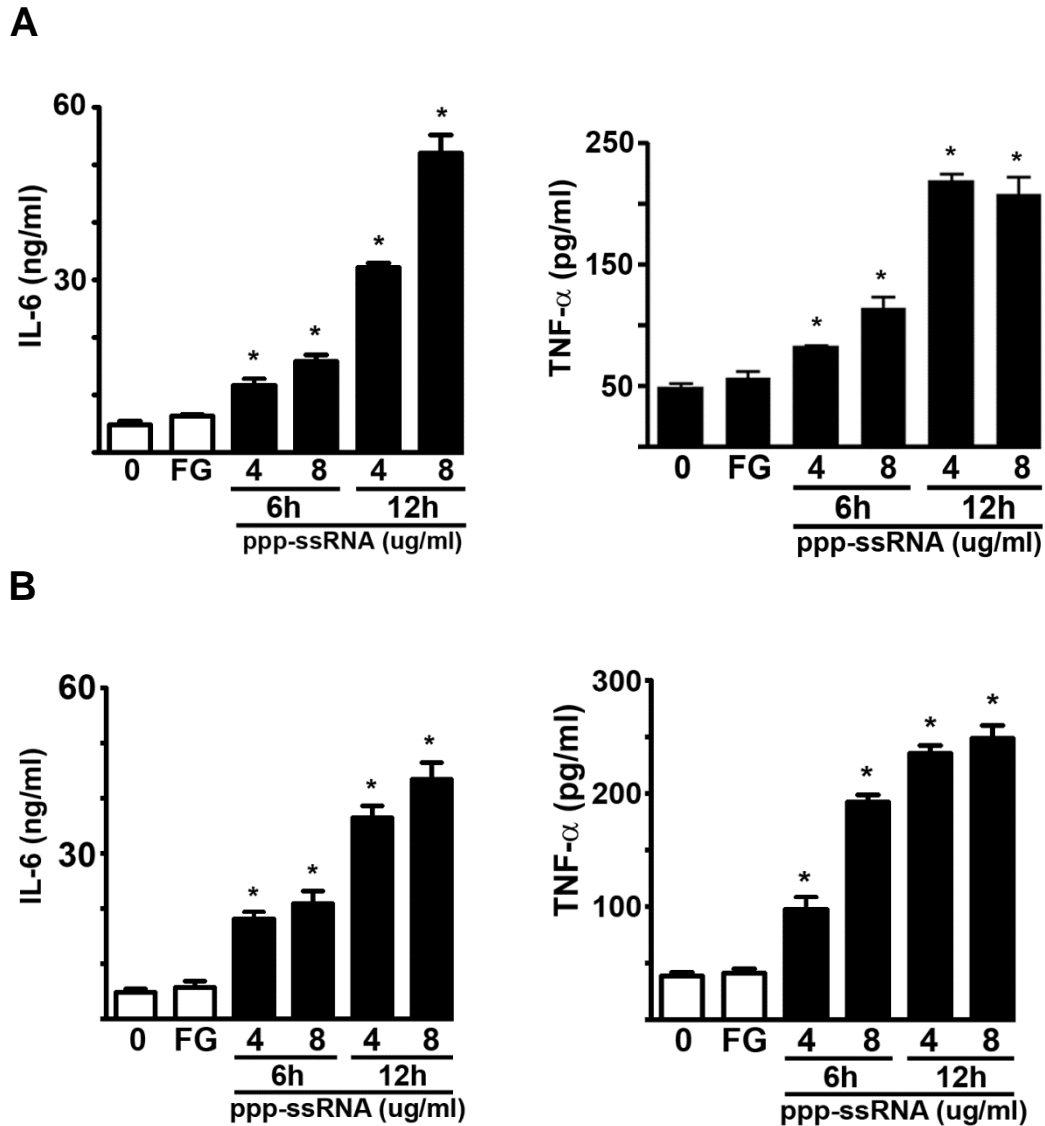 A
IL-6 (ng/ml)
60
30
* * * *
0 FG 4 8 4 8
6h 12h
ppp-ssRNA (ug/ml)
TNF-α (pg/ml)
250
150
50
* * * *
0 FG 4 8 4 8
6h 12h
ppp-ssRNA (ug/ml)
B
IL-6 (ng/ml)
60
30
* * * *
0 FG 4 8 4 8
6h 12h
ppp-ssRNA (ug/ml)
TNF-α (pg/ml)
300
200
100
* * * *
0 FG 4 8 4 8
6h 12h
ppp-ssRNA (ug/ml)